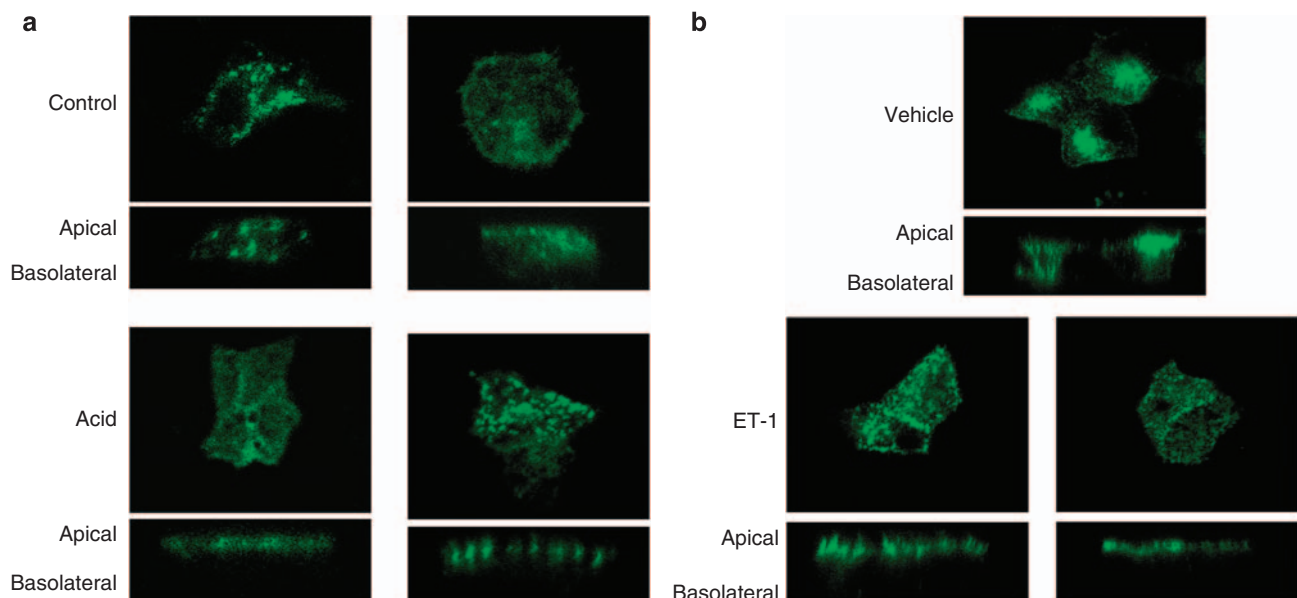 a
Control
Apical
Basolateral
Acid
Apical
Basolateral
b
Vehicle
Apical
Basolateral
ET-1
Apical
Basolateral